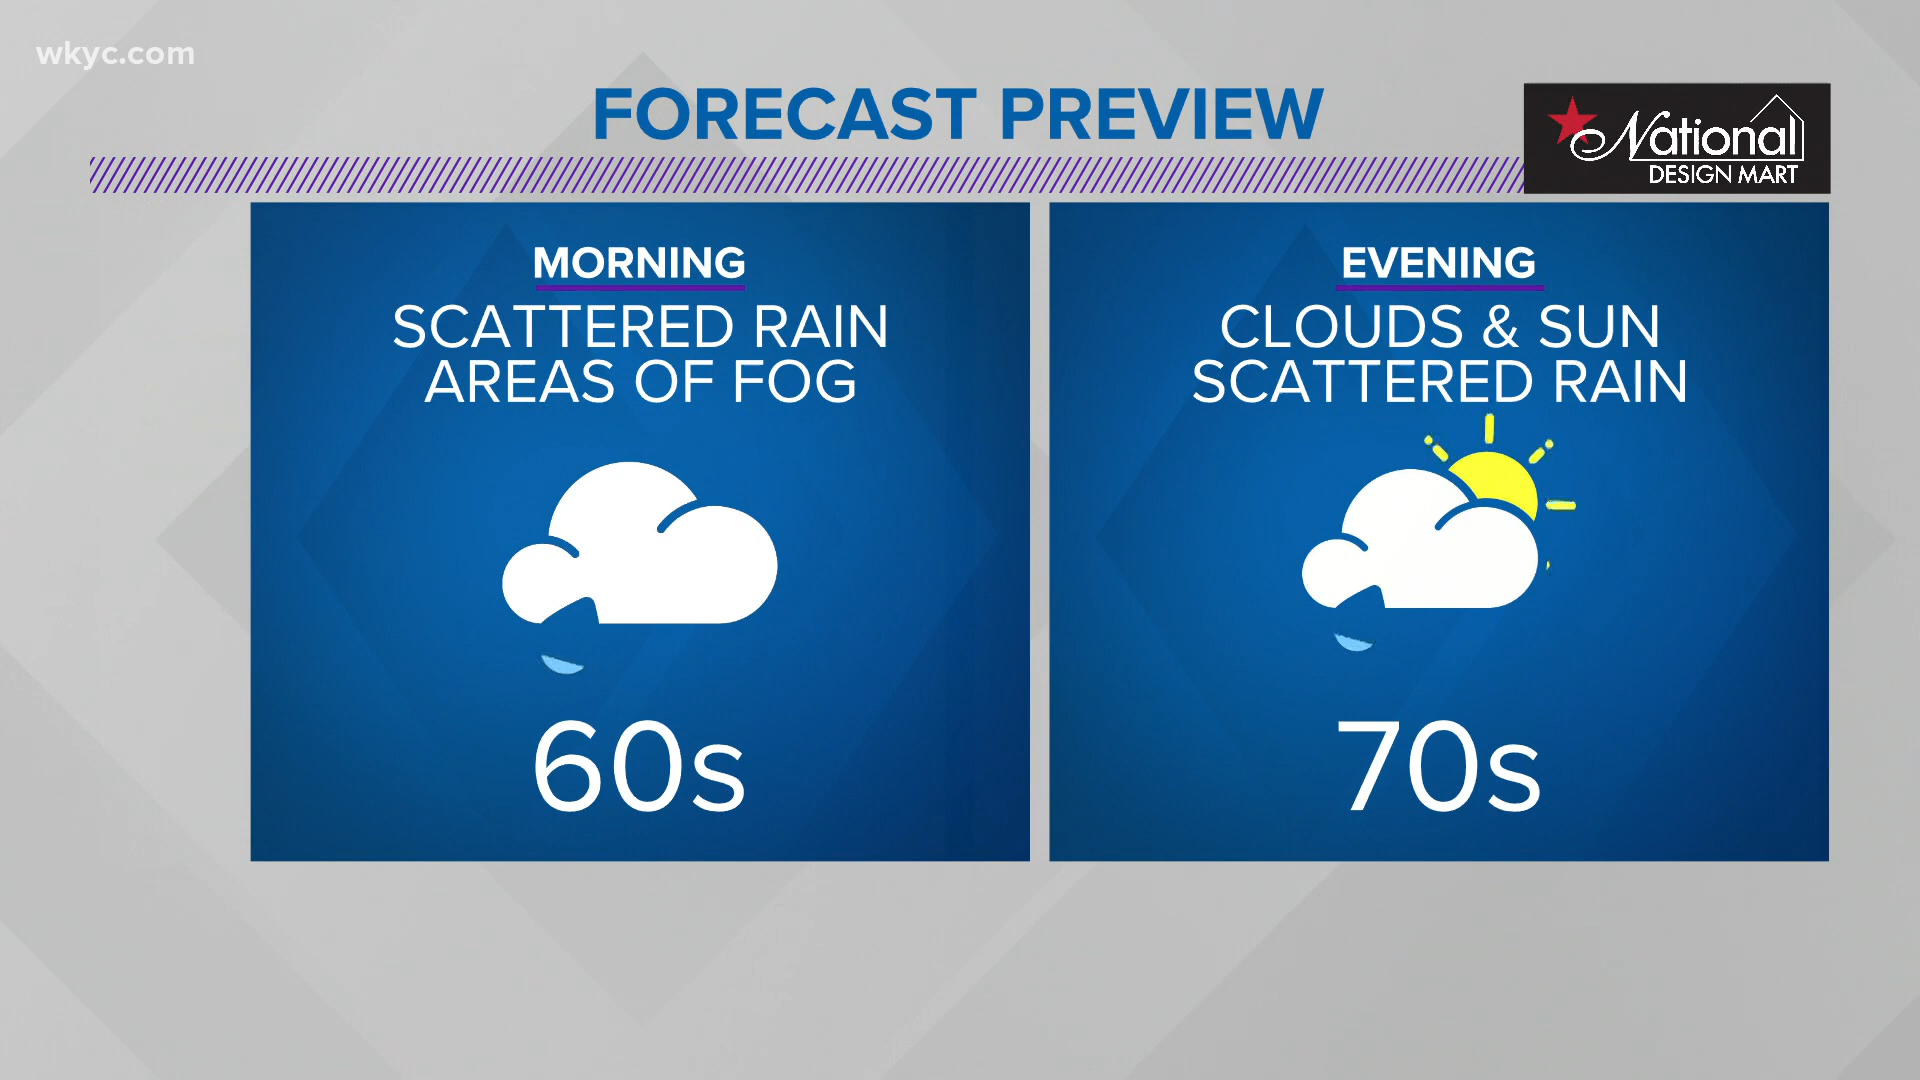 wkyc.com
FORECAST PREVIEW
National
DESIGN MART
MORNING
SCATTERED RAIN
AREAS OF FOG
60s
EVENING
CLOUDS & SUN
SCATTERED RAIN
70s